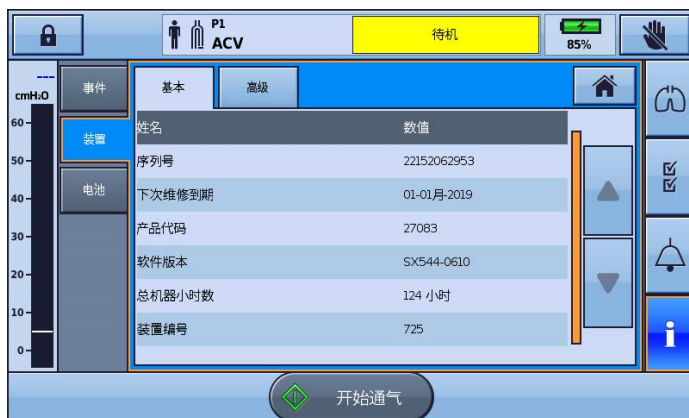 P1
ACV
待机
85%
---
cmH₂O
60
50
40
30
20
10
0
事件
装置
电池
基本
高级
姓名 数值
序列号 22152062953
下次维修到期 01-01月-2019
产品代码 27083
软件版本 SX544-0610
总机器小时数 124 小时
装置编号 725
i
开始通气